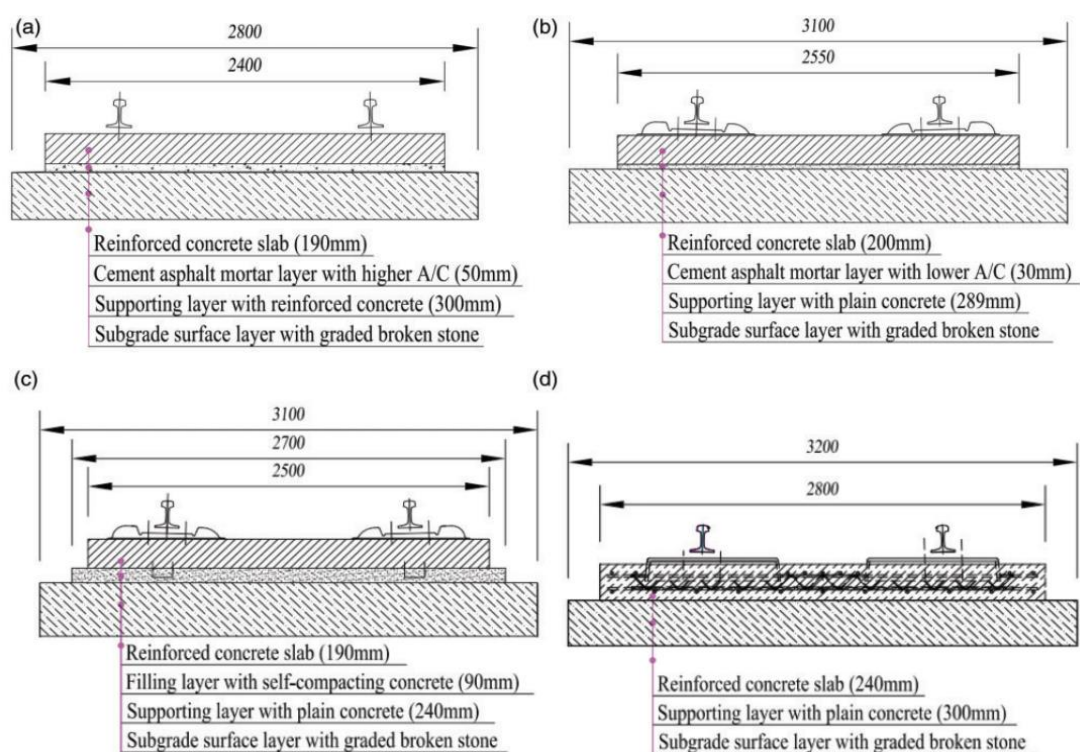 (a)
2800
2400
Reinforced concrete slab (190mm)
Cement asphalt mortar layer with higher A/C (50mm)
Supporting layer with reinforced concrete (300mm)
Subgrade surface layer with graded broken stone
(b)
3100
2550
Reinforced concrete slab (200mm)
Cement asphalt mortar layer with lower A/C (30mm)
Supporting layer with plain concrete (289mm)
Subgrade surface layer with graded broken stone
(c)
3100
2700
2500
Reinforced concrete slab (190mm)
Filling layer with self-compacting concrete (90mm)
Supporting layer with plain concrete (240mm)
Subgrade surface layer with graded broken stone
(d)
3200
2800
Reinforced concrete slab (240mm)
Supporting layer with plain concrete (300mm)
Subgrade surface layer with graded broken stone